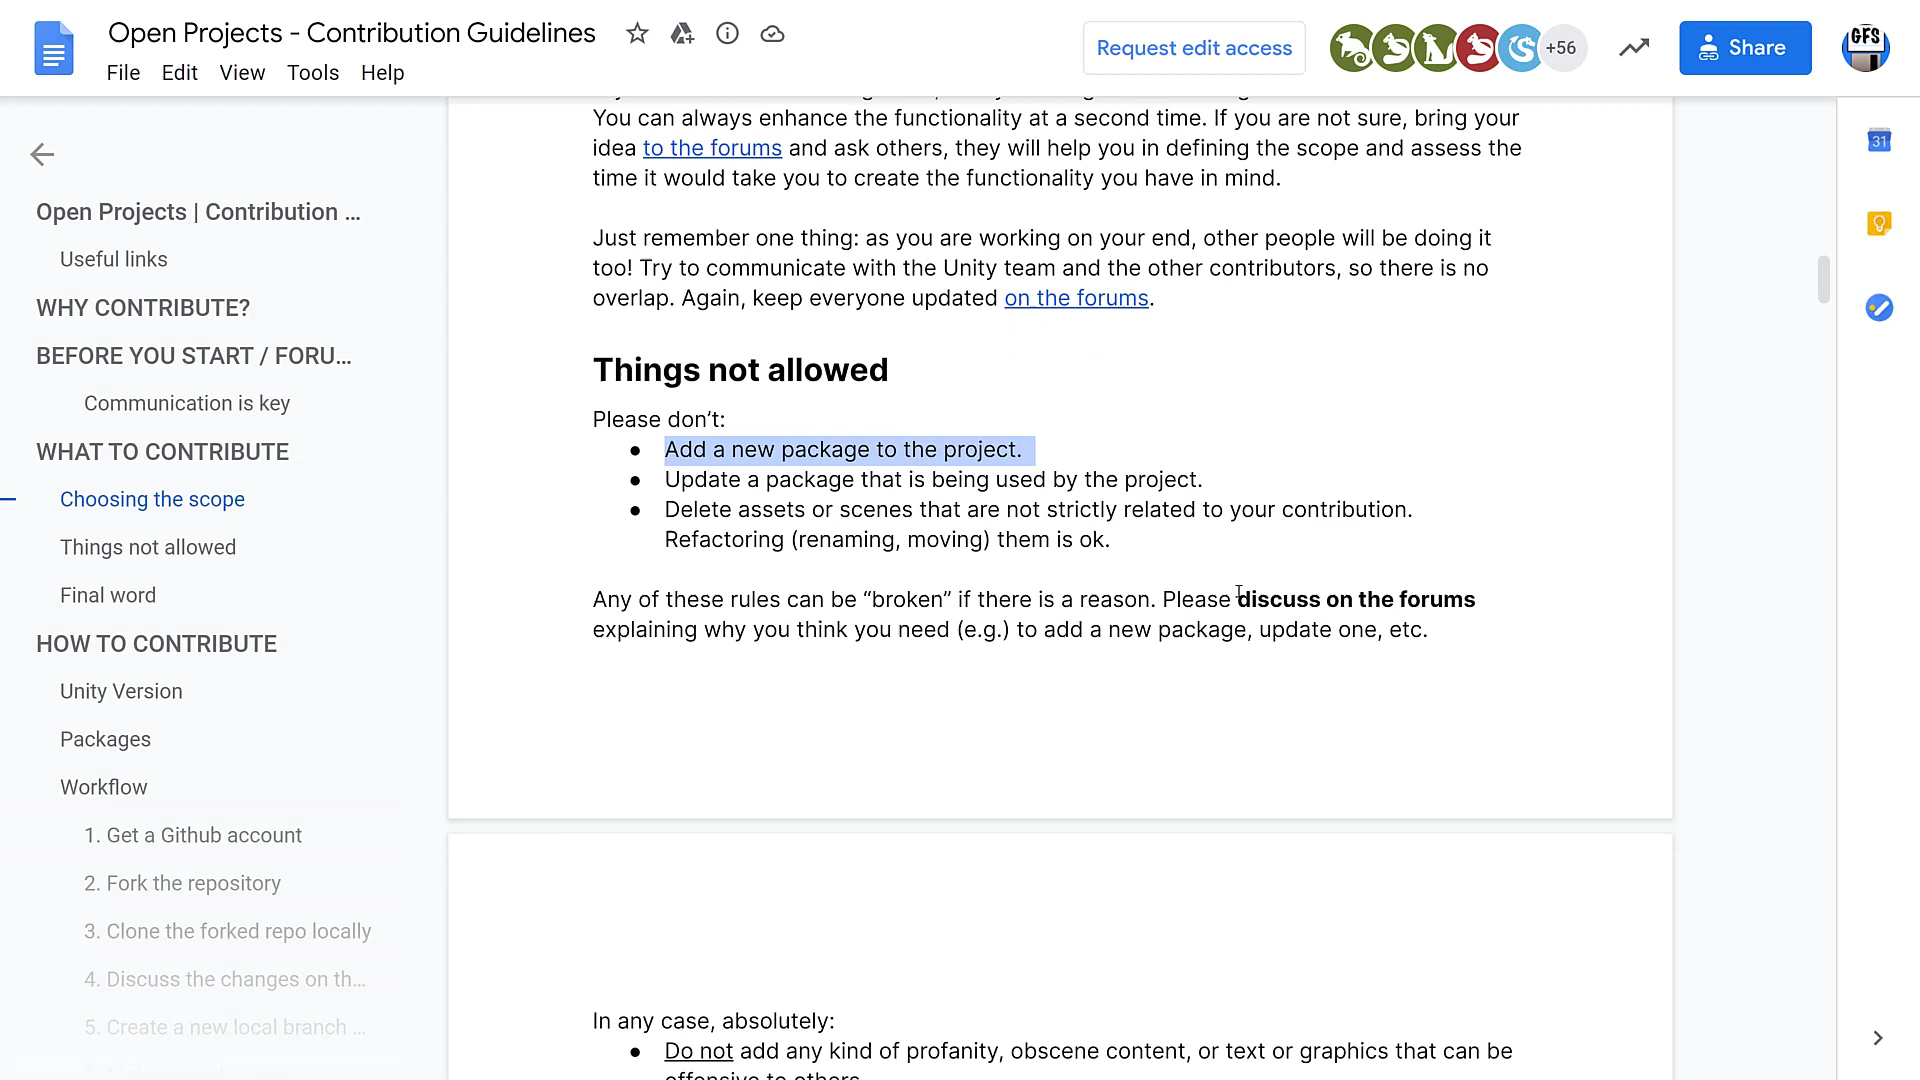 Open Projects - Contribution Guidelines
File Edit View Tools Help
Request edit access
+56
Share
GFS
31
Open Projects | Contribution ...
Useful links
WHY CONTRIBUTE?
BEFORE YOU START / FORU...
Communication is key
WHAT TO CONTRIBUTE
Choosing the scope
Things not allowed
Final word
HOW TO CONTRIBUTE
Unity Version
Packages
Workflow
1. Get a Github account
2. Fork the repository
3. Clone the forked repo locally
4. Discuss the changes on th...
5. Create a new local branch ...
You can always enhance the functionality at a second time. If you are not sure, bring your
idea to the forums and ask others, they will help you in defining the scope and assess the
time it would take you to create the functionality you have in mind.
Just remember one thing: as you are working on your end, other people will be doing it
too! Try to communicate with the Unity team and the other contributors, so there is no
overlap. Again, keep everyone updated on the forums.
Things not allowed
Please don’t:
● Add a new package to the project.
● Update a package that is being used by the project.
● Delete assets or scenes that are not strictly related to your contribution.
Refactoring (renaming, moving) them is ok.
Any of these rules can be “broken” if there is a reason. Please discuss on the forums
explaining why you think you need (e.g.) to add a new package, update one, etc.
In any case, absolutely:
● Do not add any kind of profanity, obscene content, or text or graphics that can be
offensive to others